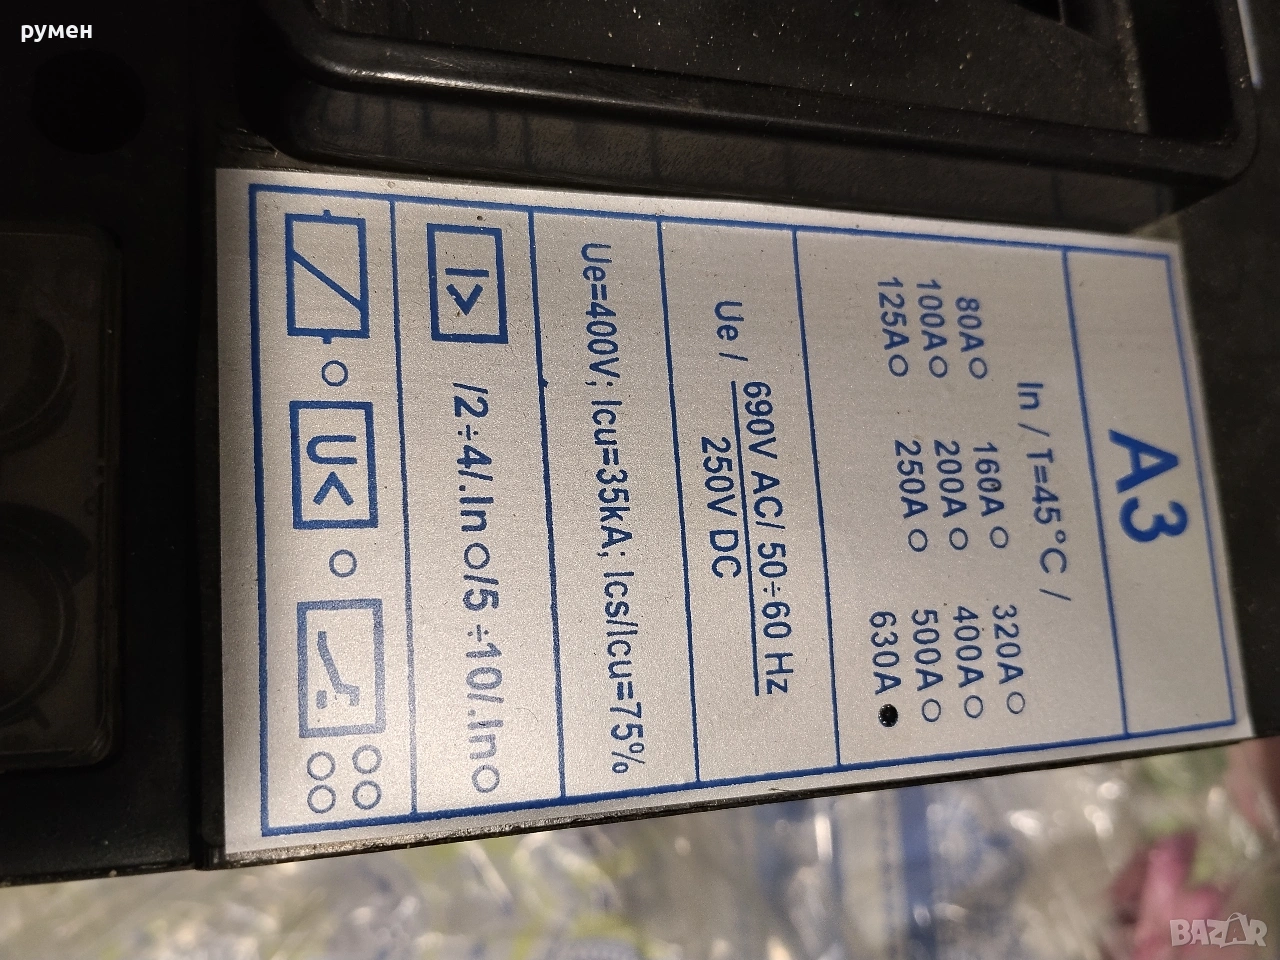 румен
A3
In / T=45°C /
80A○ 160A○ 320A○
100A○ 200A○ 400A○
125A○ 250A○ 500A○
630A●
Ue / 690V AC/ 50÷60 Hz
250V DC
Ue=400V; Icu=35kA; Ics/Icu=75%
I> /2÷4/.In○/5÷10/.In○
U<
BAZAR